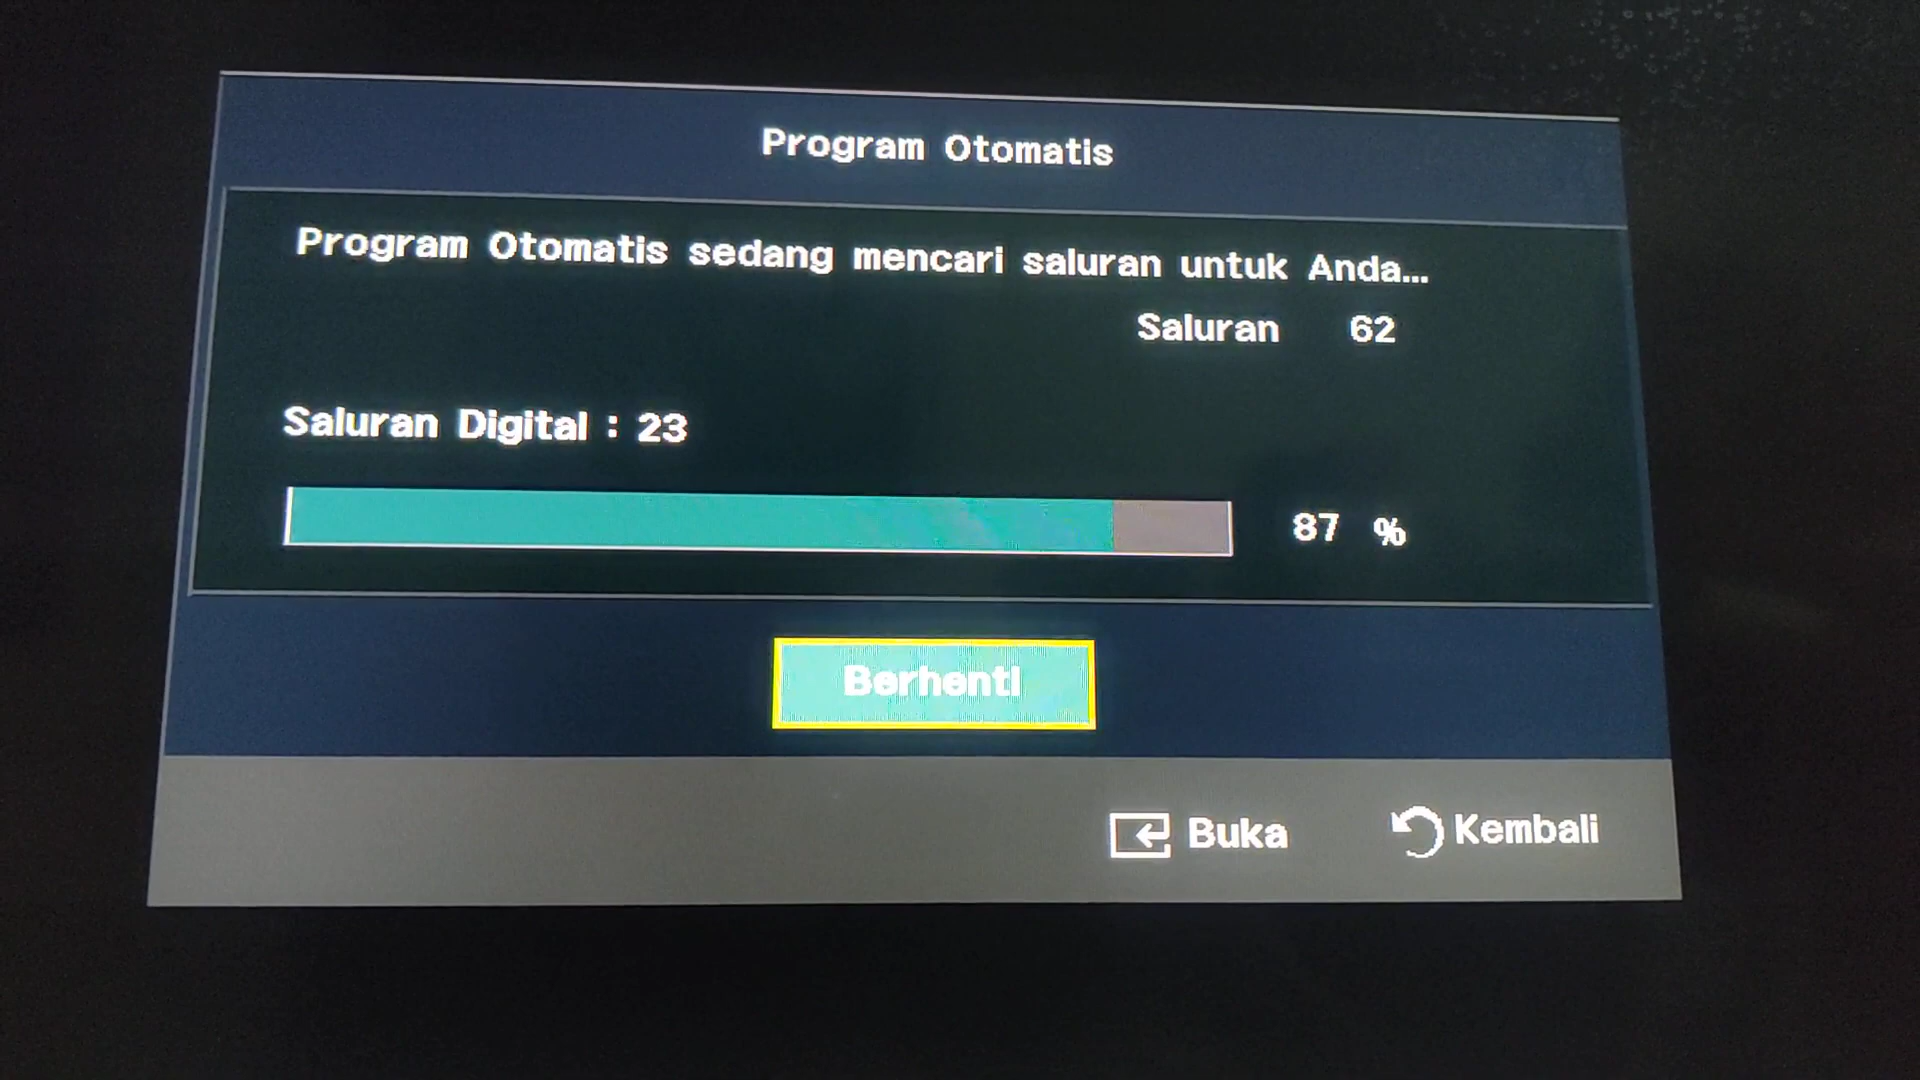 Program Otomatis
Program Otomatis sedang mencari saluran untuk Anda...
Saluran 62
Saluran Digital : 23
87 %
Berhenti
Buka Kembali